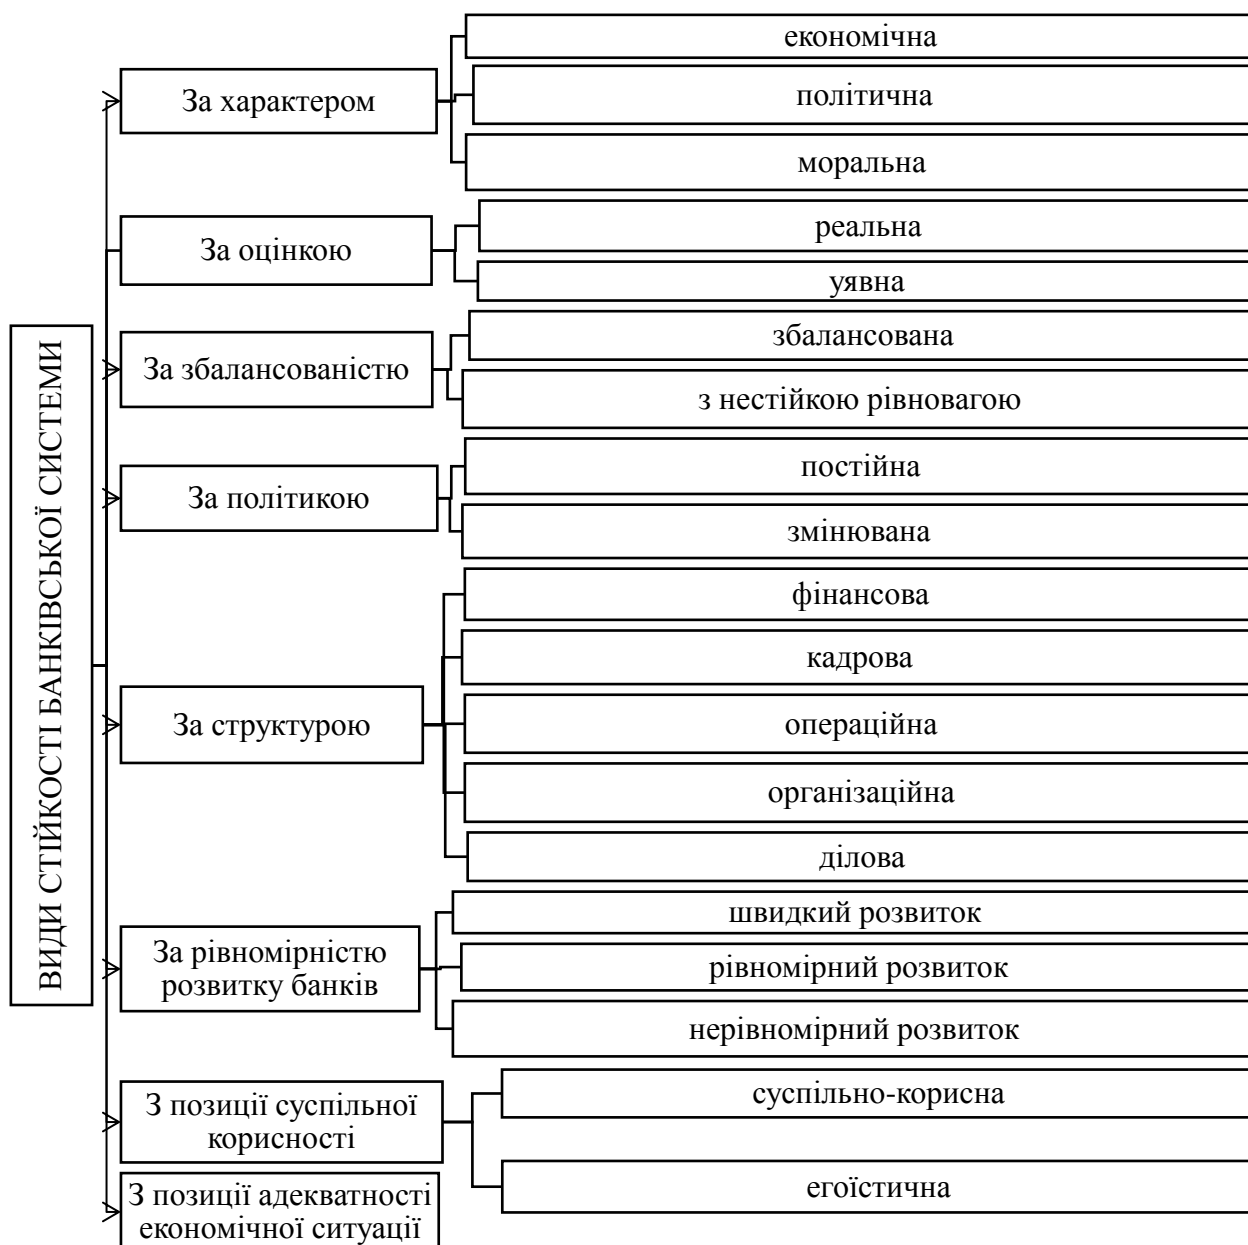 ВИДИ СТІЙКОСТІ БАНКІВСЬКОЇ СИСТЕМИ
За характером
економічна
політична
моральна
За оцінкою
реальна
уявна
За збалансованістю
збалансована
з нестійкою рівновагою
За політикою
постійна
змінювана
За структурою
фінансова
кадрова
операційна
організаційна
ділова
За рівномірністю
розвитку банків
швидкий розвиток
рівномірний розвиток
нерівномірний розвиток
З позиції суспільної
корисності
суспільно-корисна
егоїстична
З позиції адекватності
економічної ситуації